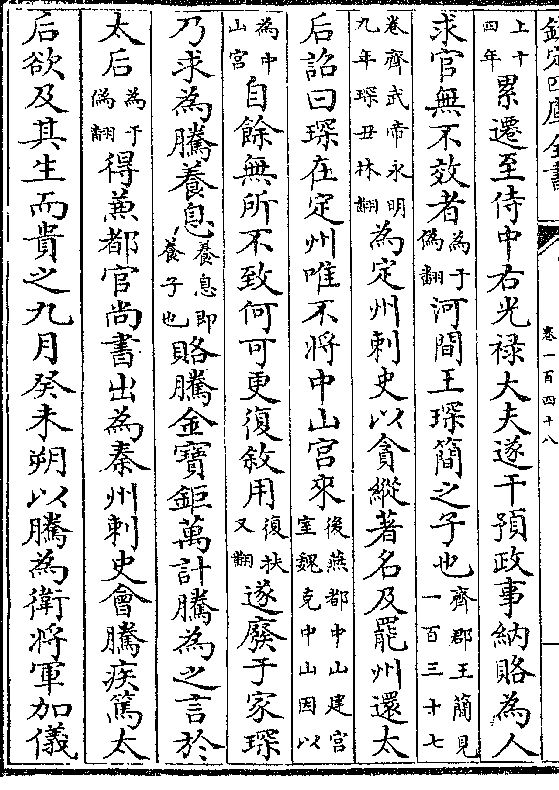 欽定四庫全書
卷一百四十八
上十四年累遷至侍中右光禄大夫遂干預政事納賂為人
求官無不效者為于偽翻河間王琛簡之子也齊郡王簡見一百三十七
卷齊武帝永明九年琛丑林翻為定州刺史以貪縱著名及罷州還太
后詔曰琛在定州唯不將中山宫來後燕都中山建宫室魏克中山因以
為中山宫自餘無所不致何可更復敘用復扶又翻遂廢于家琛
乃求為騰養息養息即養子也賂騰金寶鉅萬計騰為之言於
太后為于偽翻得兼都官尚書出為秦州刺史會騰疾篤太
后欲及其生而貴之九月癸未朔以騰為衛將軍加儀